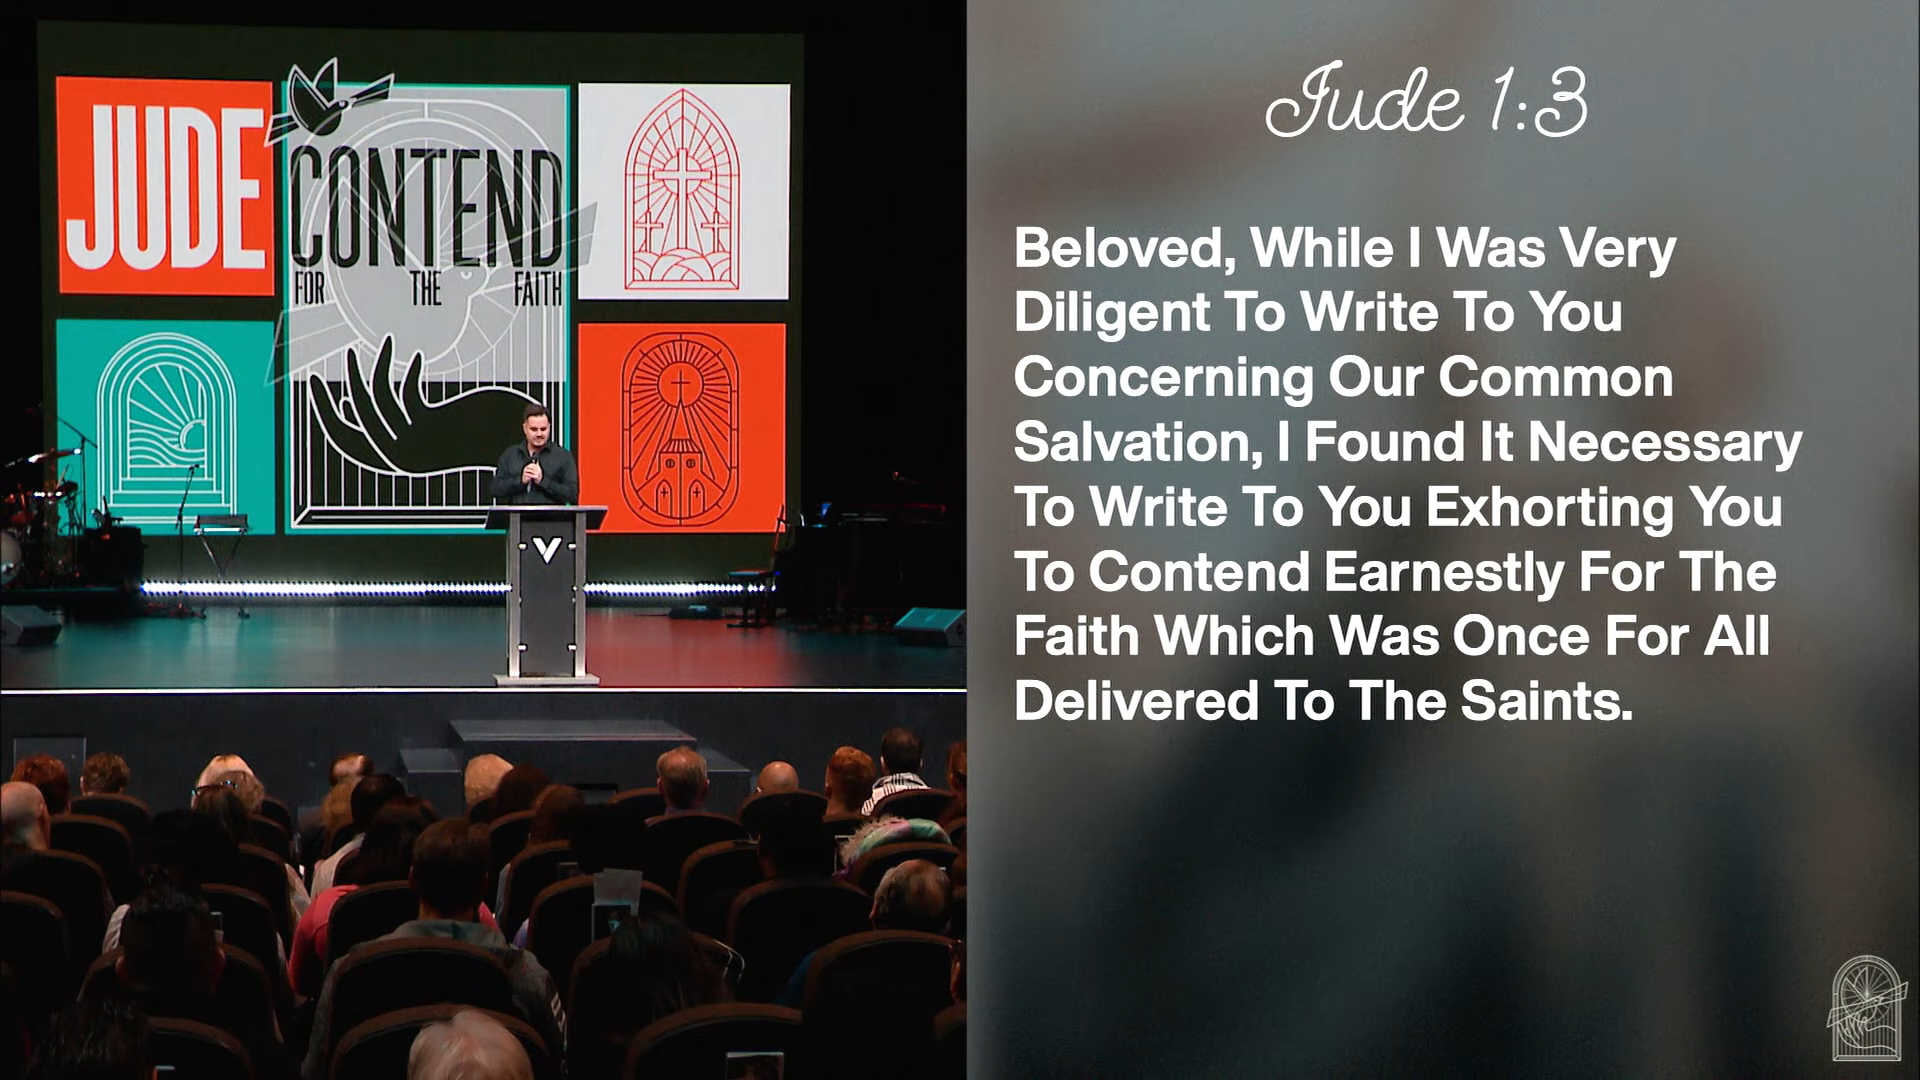 JUDE
CONTEND
FOR THE FAITH
Jude 1:3
Beloved, While I Was Very
Diligent To Write To You
Concerning Our Common
Salvation, I Found It Necessary
To Write To You Exhorting You
To Contend Earnestly For The
Faith Which Was Once For All
Delivered To The Saints.